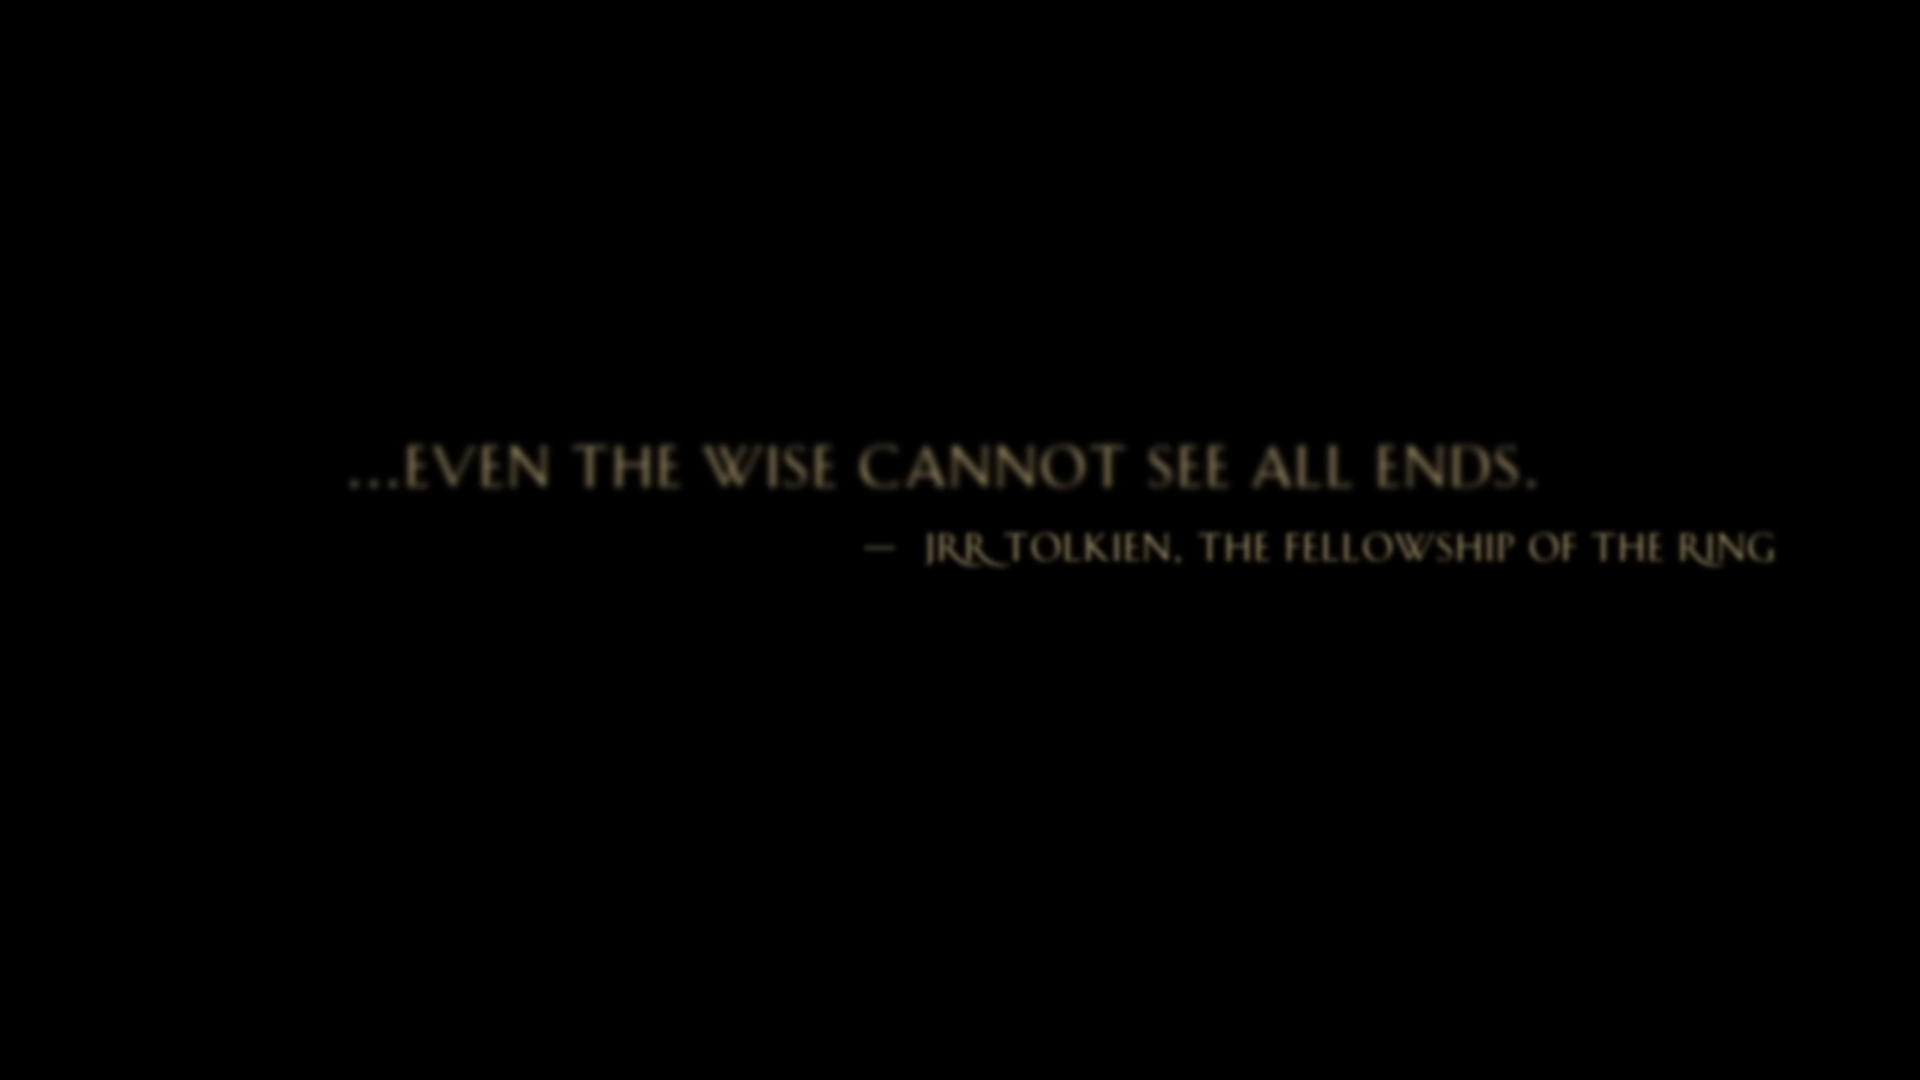 ...EVEN THE WISE CANNOT SEE ALL ENDS.
— JRR TOLKIEN, THE FELLOWSHIP OF THE RING